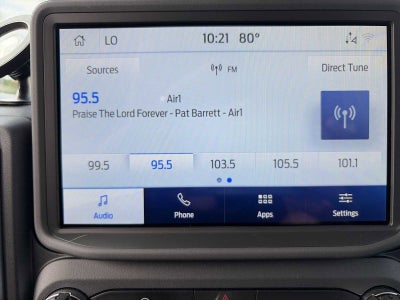 LO 10:21 80°
Sources FM Direct Tune
95.5 Air1
Praise The Lord Forever - Pat Barrett - Air1
99.5 95.5 103.5 105.5 101.1
Audio Phone Apps Settings